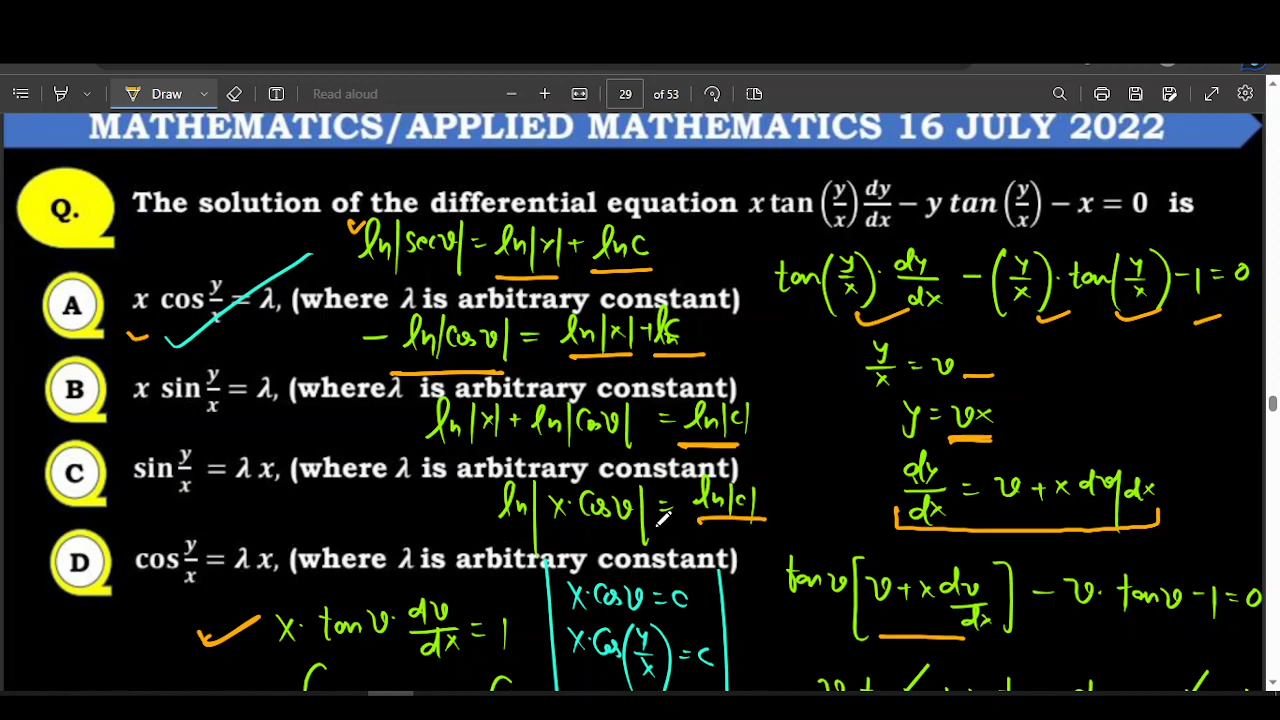 Draw
Read aloud
29 of 53
MATHEMATICS/APPLIED MATHEMATICS 16 JULY 2022
Q. The solution of the differential equation x tan(y/x) dy/dx − y tan(y/x) − x = 0 is
ln|secv| = ln|x| + lnC
tan(y/x)· dy/dx − (y/x)·tan(y/x) − 1 = 0
A x cos y/x = λ, (where λ is arbitrary constant)
− ln|cosv| = ln|x| + ln
y/x = v
B x sin y/x = λ, (where λ is arbitrary constant)
ln|x| + ln|cosv| = ln|c|
y = vx
C sin y/x = λ x, (where λ is arbitrary constant)
dy/dx = v + x dv/dx
ln|x·cosv| = ln|c|
D cos y/x = λ x, (where λ is arbitrary constant)
tanv[v + x dv/dx] − v· tanv − 1 = 0
x·cosv = c
x· tanv· dv/dx = 1
x·cos(y/x) = c